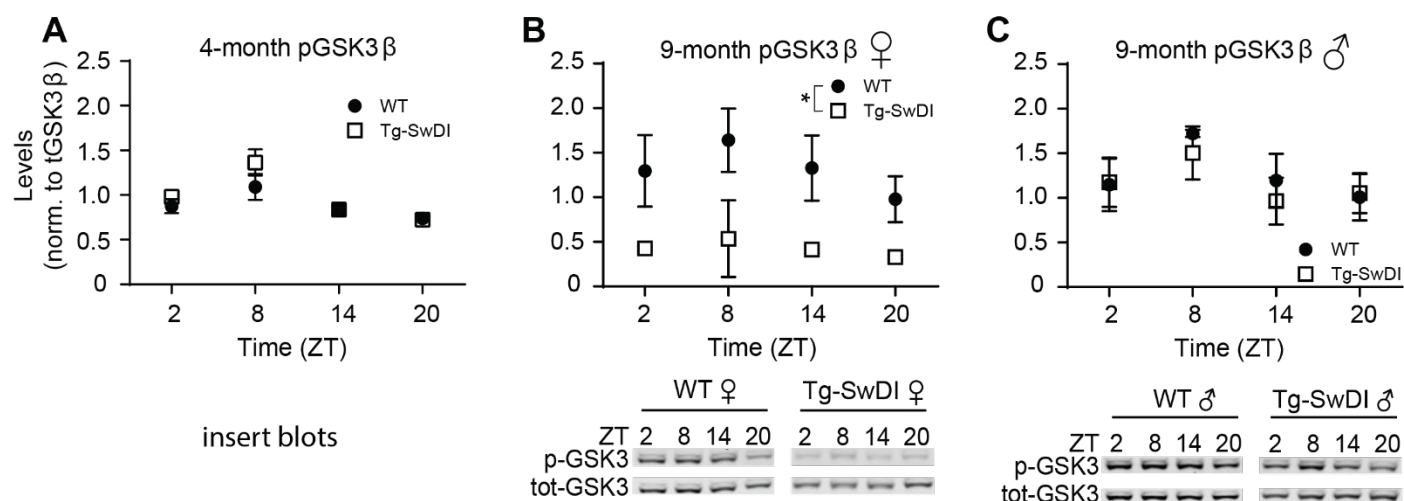 A
4-month pGSK3β
Levels
(norm. to tGSK3β)
2.5
2.0
1.5
1.0
0.5
0
WT
Tg-SwDI
2 8 14 20
Time (ZT)
insert blots
B
9-month pGSK3β ♀
2.5
2.0
1.5
1.0
0.5
0
* WT
Tg-SwDI
2 8 14 20
Time (ZT)
WT ♀ Tg-SwDI ♀
ZT 2 8 14 20 2 8 14 20
p-GSK3
tot-GSK3
C
9-month pGSK3β ♂
2.5
2.0
1.5
1.0
0.5
0
WT
Tg-SwDI
2 8 14 20
Time (ZT)
WT ♂ Tg-SwDI ♂
ZT 2 8 14 20 2 8 14 20
p-GSK3
tot-GSK3